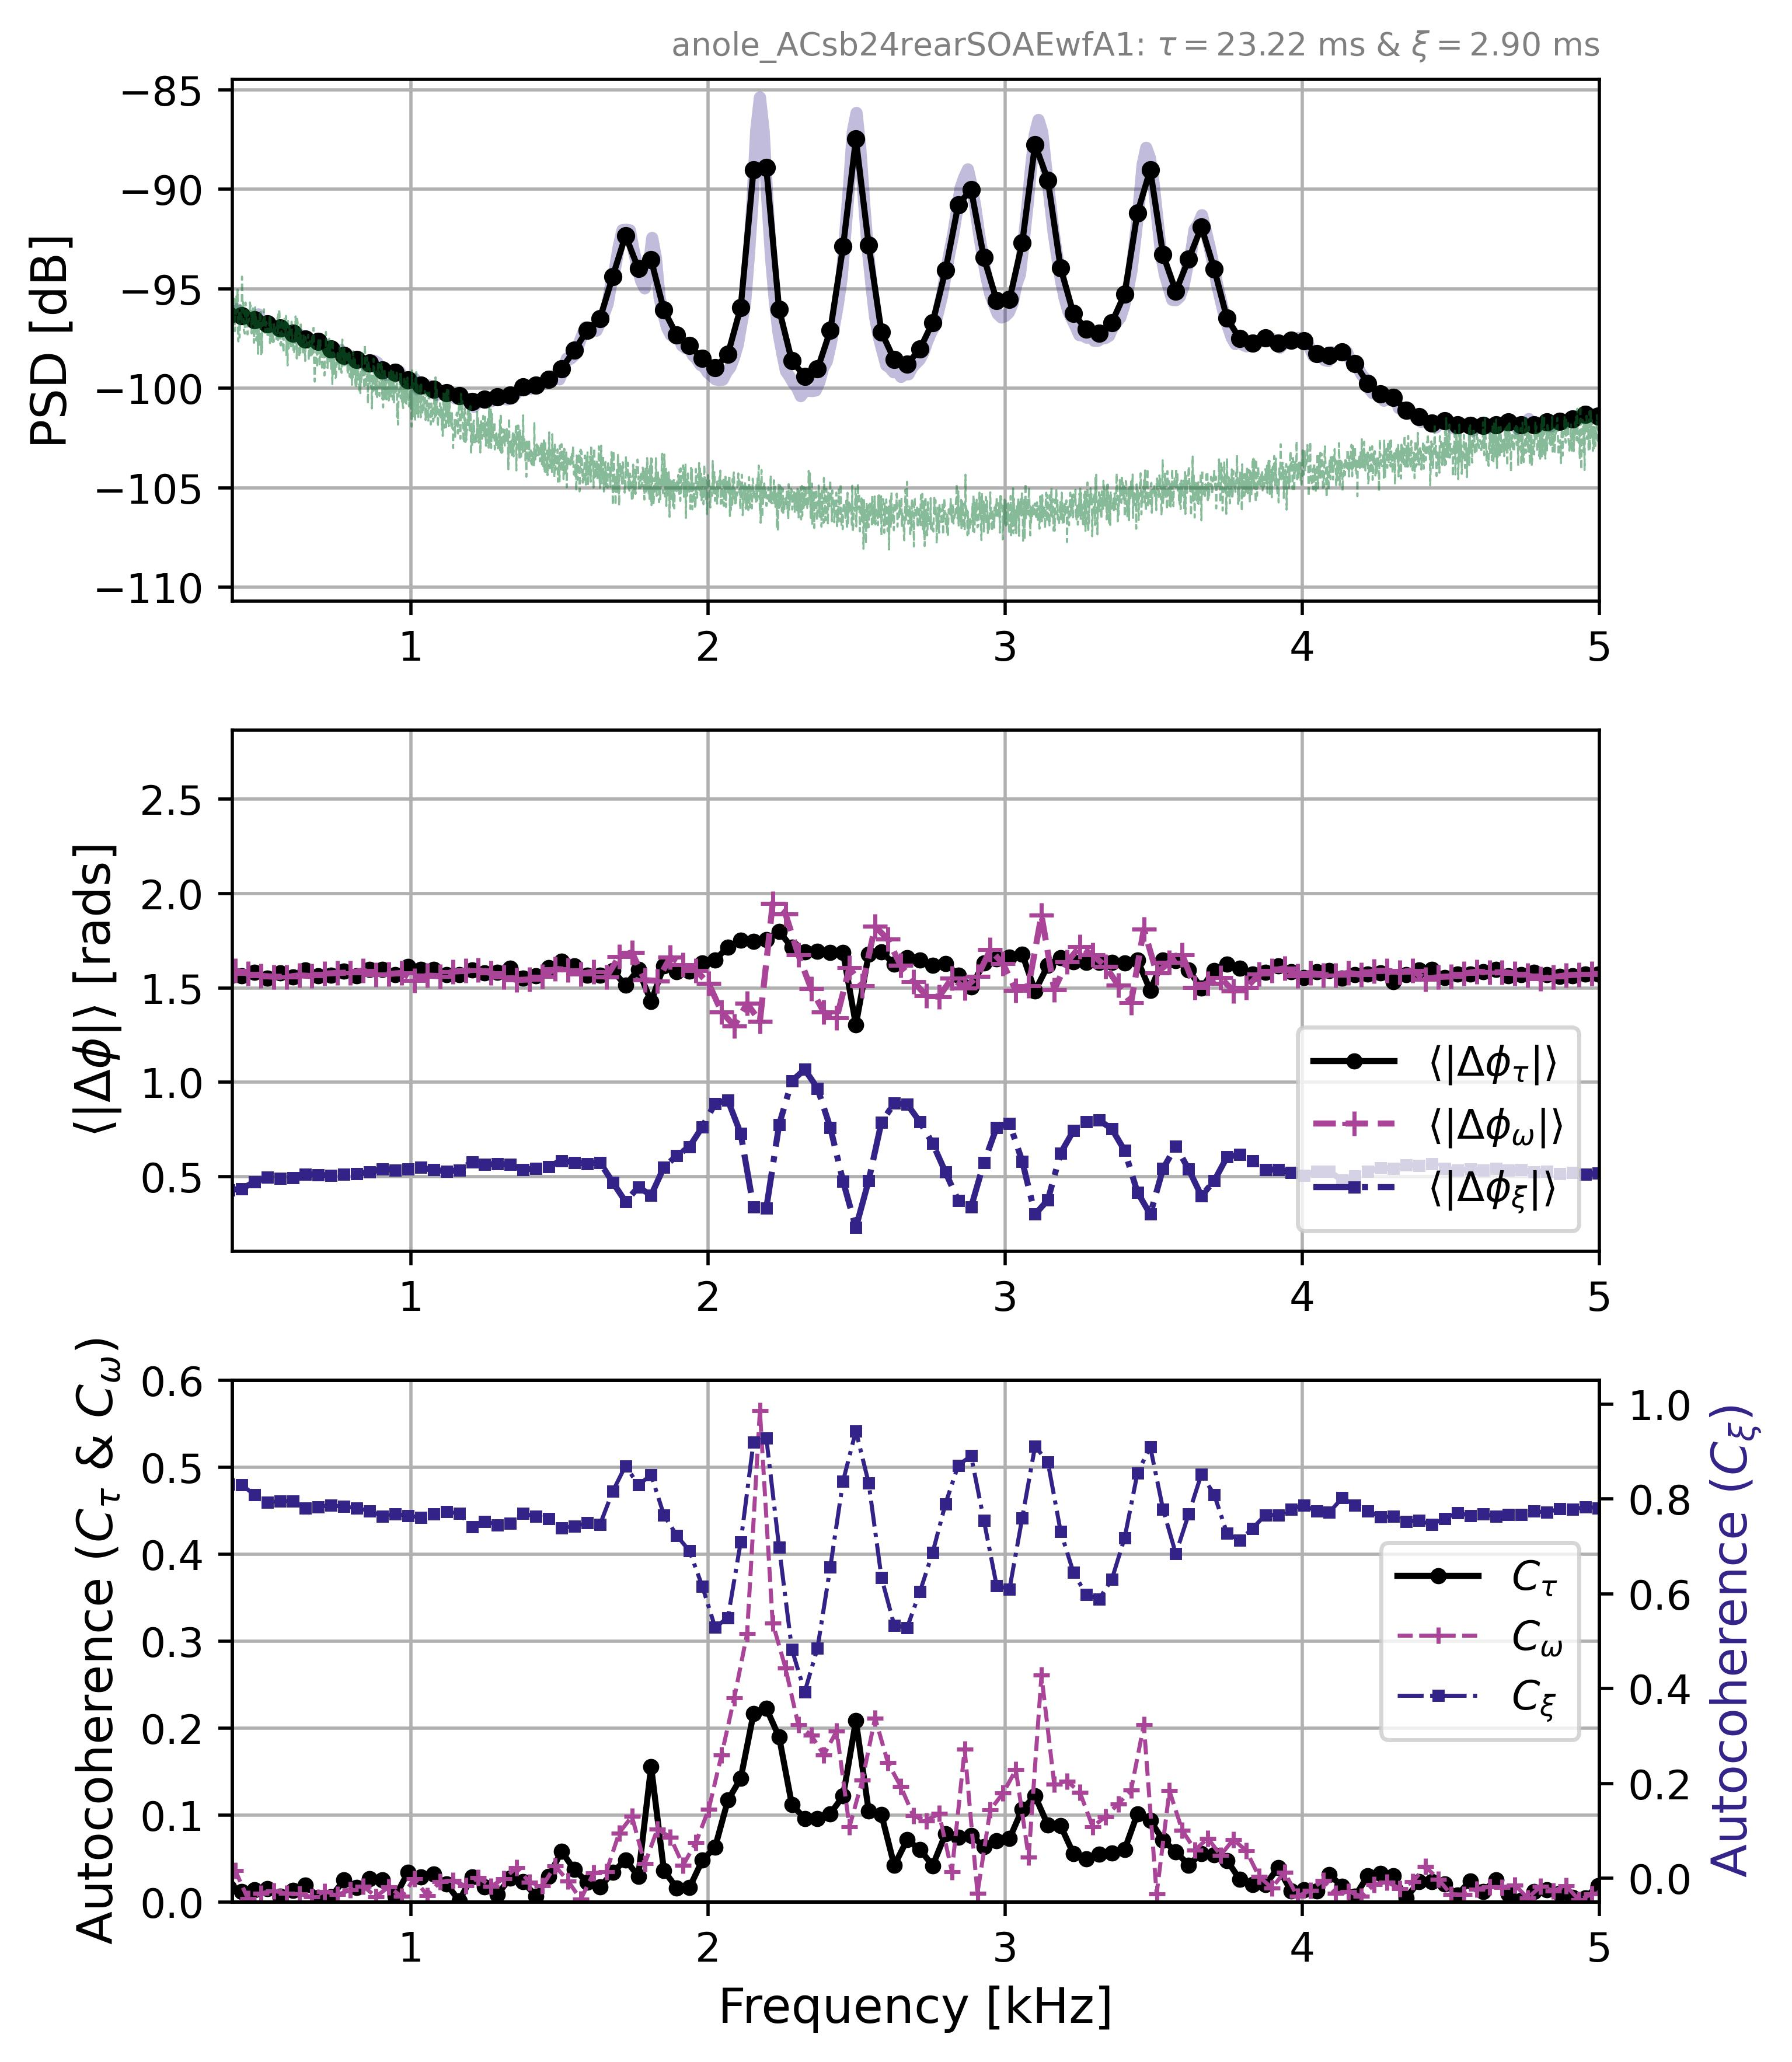 anole_ACsb24rearSOAEwfA1: τ = 23.22 ms & ξ = 2.90 ms
PSD [dB]
−85
−90
−95
−100
−105
−110
1 2 3 4 5
⟨|Δϕ|⟩ [rads]
2.5
2.0
1.5
1.0
0.5
⟨|Δϕτ|⟩
⟨|Δϕω|⟩
⟨|Δϕξ|⟩
1 2 3 4 5
Autocoherence (Cτ & Cω)
0.6
0.5
0.4
0.3
0.2
0.1
0.0
Cτ
Cω
Cξ
1.0
0.8
0.6
0.4
0.2
0.0
Autocoherence (Cξ)
1 2 3 4 5
Frequency [kHz]